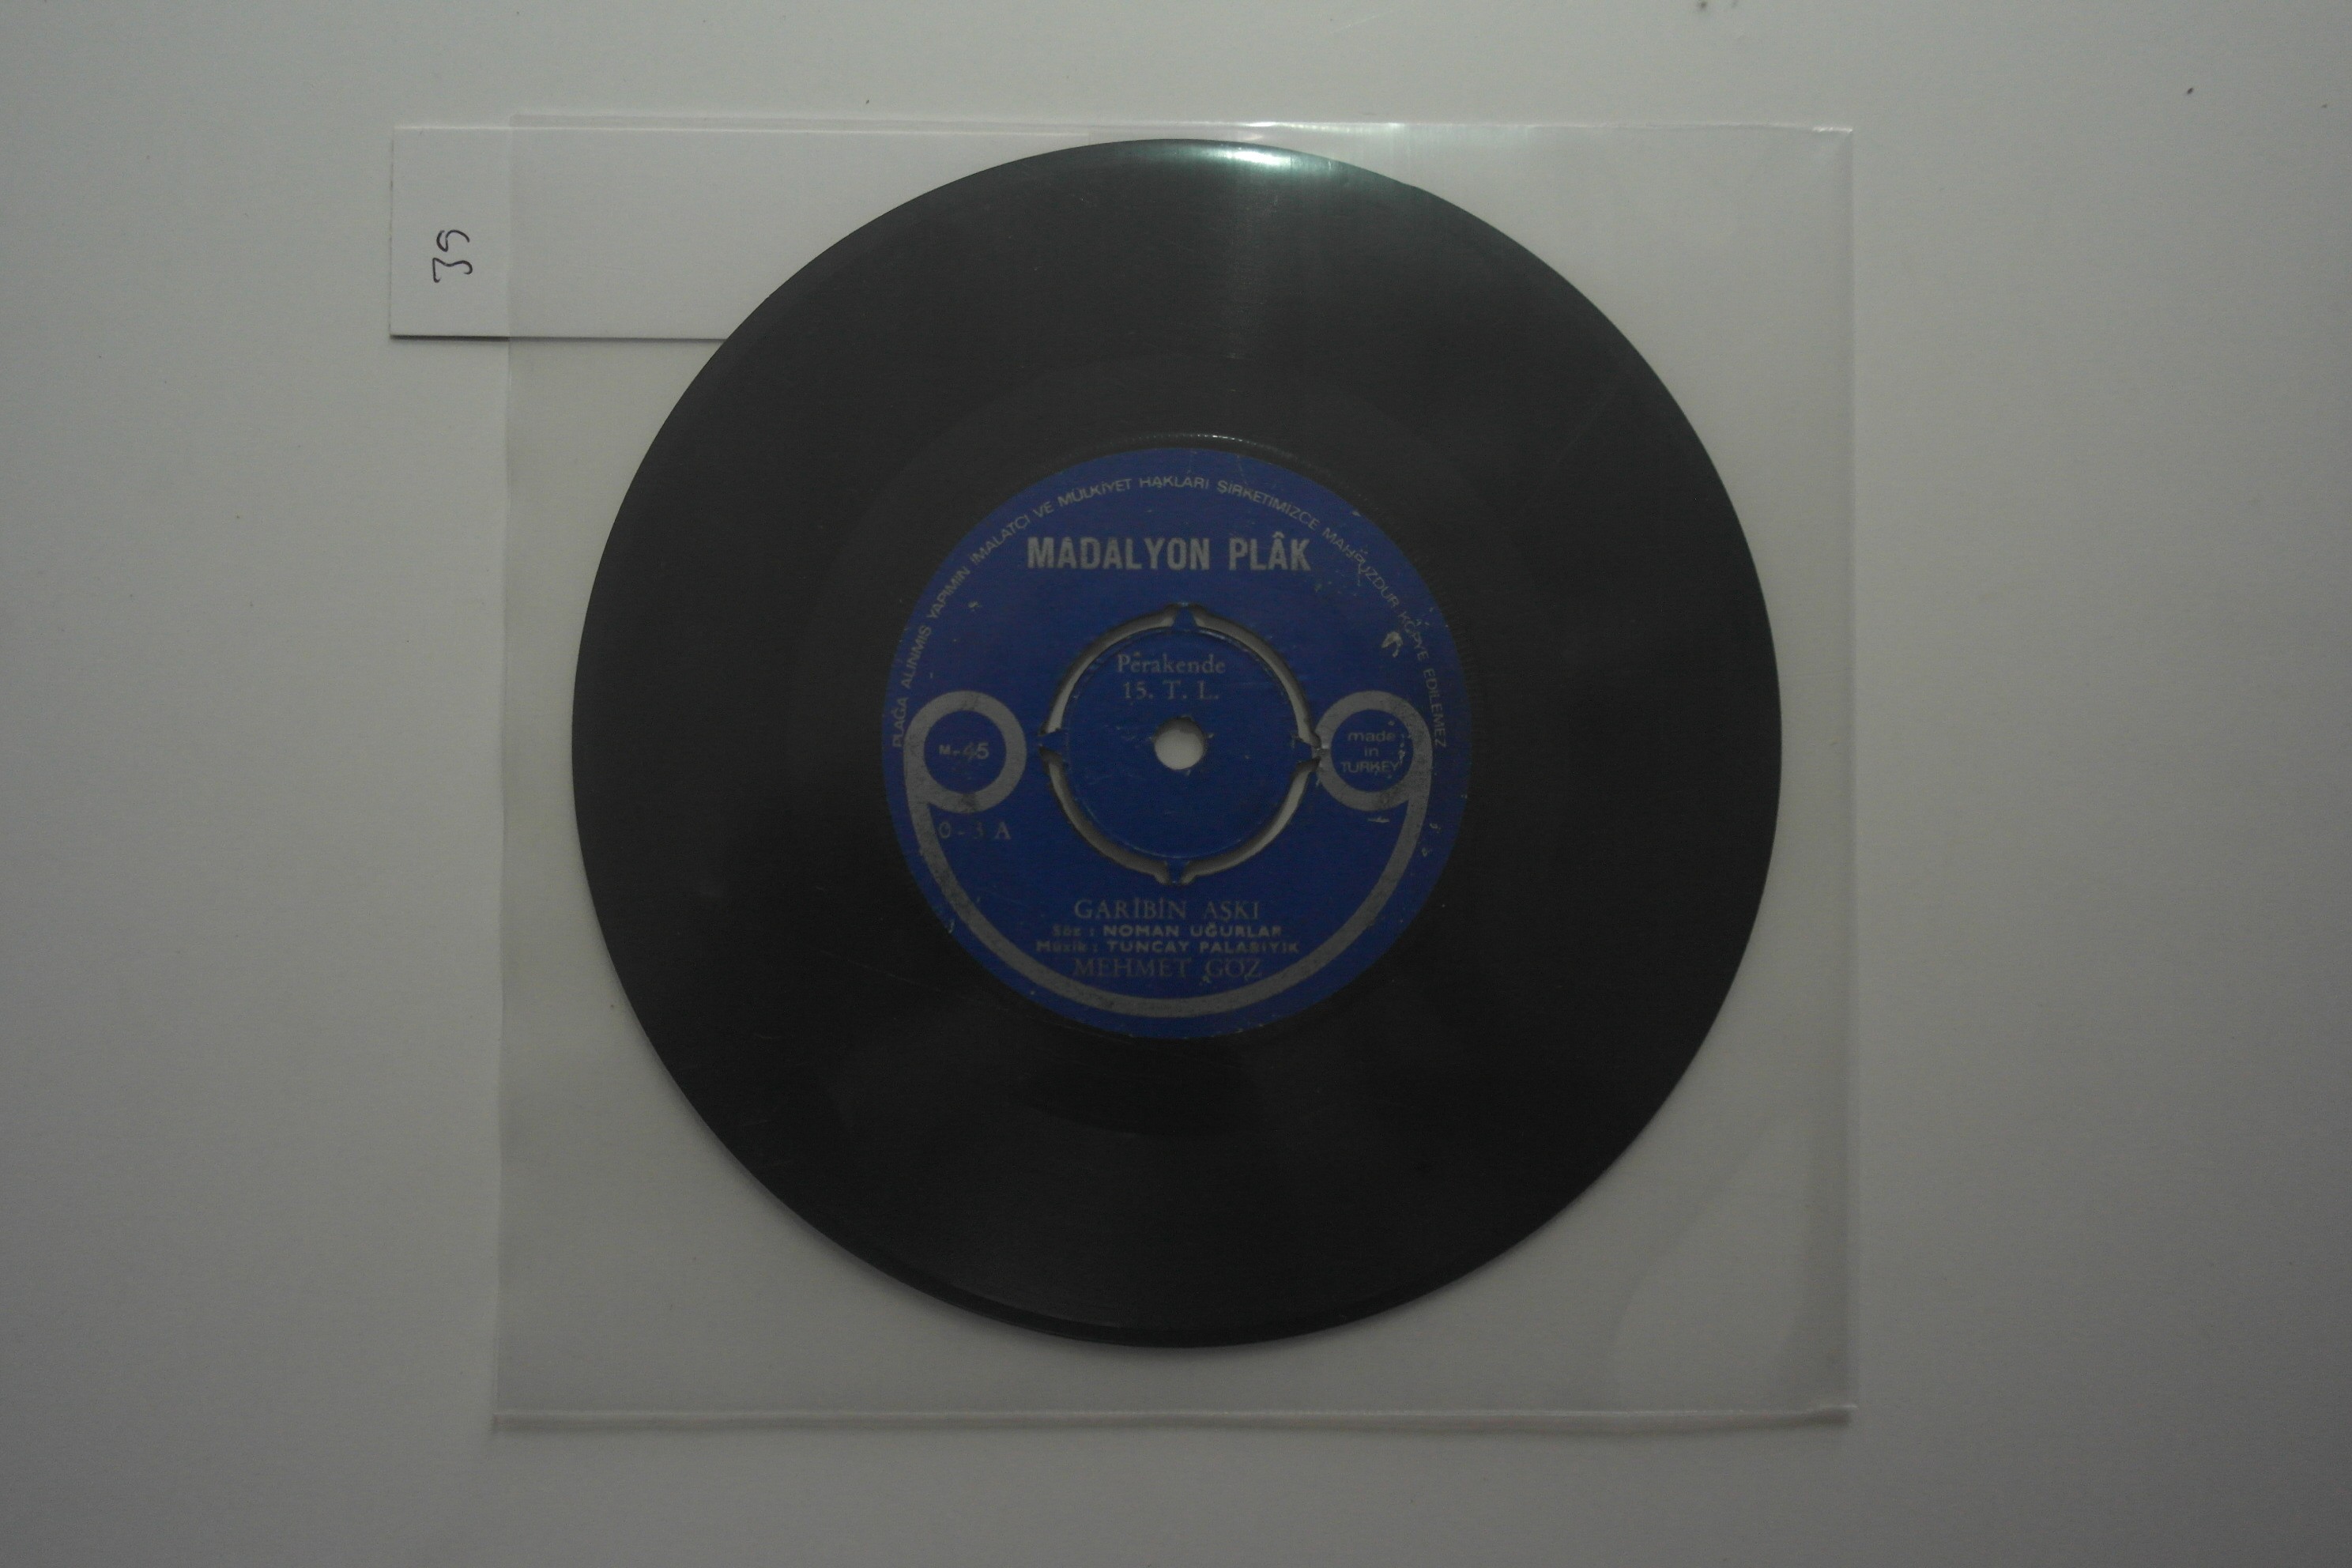 35
PLAĞA ALINMIŞ YAPIMIN İMALATÇI VE MÜLKİYET HAKLARI ŞİRKETİMİZCE MAHFUZDUR KOPYE EDİLEMEZ
MADALYON PLÂK
Perakende
15. T. L.
M-45
made
in
TURKEY
0-3 A
GARİBİN AŞKI
Söz : NOMAN UĞURLAR
Müzik : TUNCAY PALABIYIK
MEHMET GÖZ